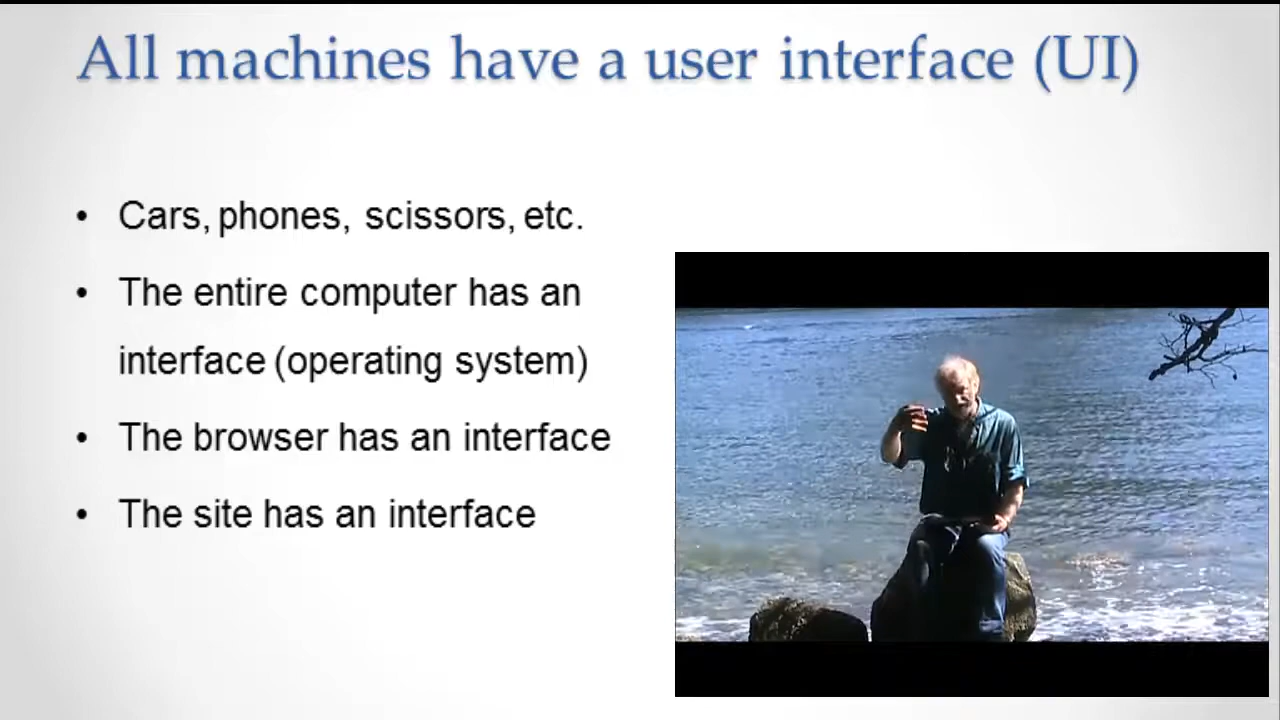 All machines have a user interface (UI)
• Cars, phones, scissors, etc.
• The entire computer has an
interface (operating system)
• The browser has an interface
• The site has an interface